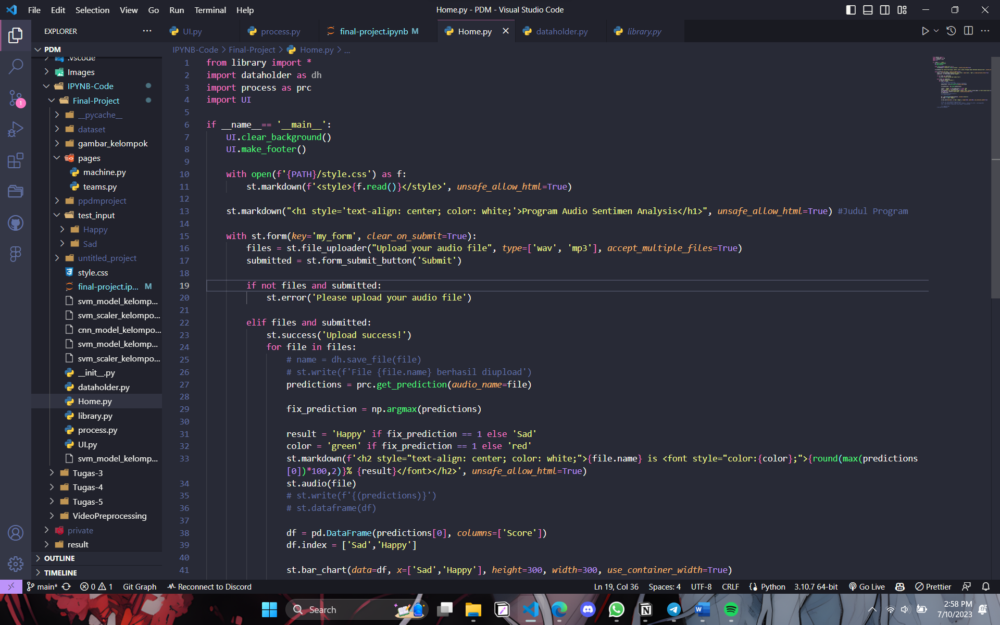 File Edit Selection View Go Run Terminal Help
Home.py - PDM - Visual Studio Code
EXPLORER
UI.py
process.py
final-project.ipynb M
Home.py
dataholder.py
library.py
PDM
.vscode
Images
IPYNB-Code
Final-Project
__pycache__
dataset
gambar_kelompok
pages
machine.py
teams.py
ppdmproject
test_input
Happy
Sad
untitled_project
style.css
final-project.ip... M
svm_model_kelomp...
svm_scaler_kelompo...
cnn_model_kelompo...
svm_model_kelomp...
svm_scaler_kelompo...
__init__.py
dataholder.py
Home.py
library.py
process.py
UI.py
svm_model_kelomp...
Tugas-3
Tugas-4
Tugas-5
VideoPreprocessing
private
result
OUTLINE
TIMELINE
1
IPYNB-Code > Final-Project > Home.py > ...
1 from library import *
2 import dataholder as dh
3 import process as prc
4 import UI
5
6 if __name__== '__main__':
7 UI.clear_background()
8 UI.make_footer()
9
10 with open(f'{PATH}/style.css') as f:
11 st.markdown(f'<style>{f.read()}</style>', unsafe_allow_html=True)
12
13 st.markdown("<h1 style='text-align: center; color: white;'>Program Audio Sentimen Analysis</h1>", unsafe_allow_html=True) #Judul Program
14
15 with st.form(key='my_form', clear_on_submit=True):
16 files = st.file_uploader("Upload your audio file", type=['wav', 'mp3'], accept_multiple_files=True)
17 submitted = st.form_submit_button('Submit')
18
19 if not files and submitted:
20 st.error('Please upload your audio file')
21
22 elif files and submitted:
23 st.success('Upload success!')
24 for file in files:
25 # name = dh.save_file(file)
26 # st.write(f'File {file.name} berhasil diupload')
27 predictions = prc.get_prediction(audio_name=file)
28
29 fix_prediction = np.argmax(predictions)
30
31 result = 'Happy' if fix_prediction == 1 else 'Sad'
32 color = 'green' if fix_prediction == 1 else 'red'
33 st.markdown(f'<h2 style="text-align: center; color: white;">{file.name} is <font style="color:{color};">{round(max(predictions
[0])*100,2)}% {result}</font></h2>', unsafe_allow_html=True)
34 st.audio(file)
35 # st.write(f'{(predictions)}')
36 # st.dataframe(df)
37
38 df = pd.DataFrame(predictions[0], columns=['Score'])
39 df.index = ['Sad','Happy']
40
41 st.bar_chart(data=df, x=['Sad','Happy'], height=300, width=300, use_container_width=True)
main* 0 1 Git Graph Reconnect to Discord
Ln 19, Col 36 Spaces: 4 UTF-8 CRLF Python 3.10.7 64-bit Go Live Prettier
Search
2:58 PM
7/10/2023